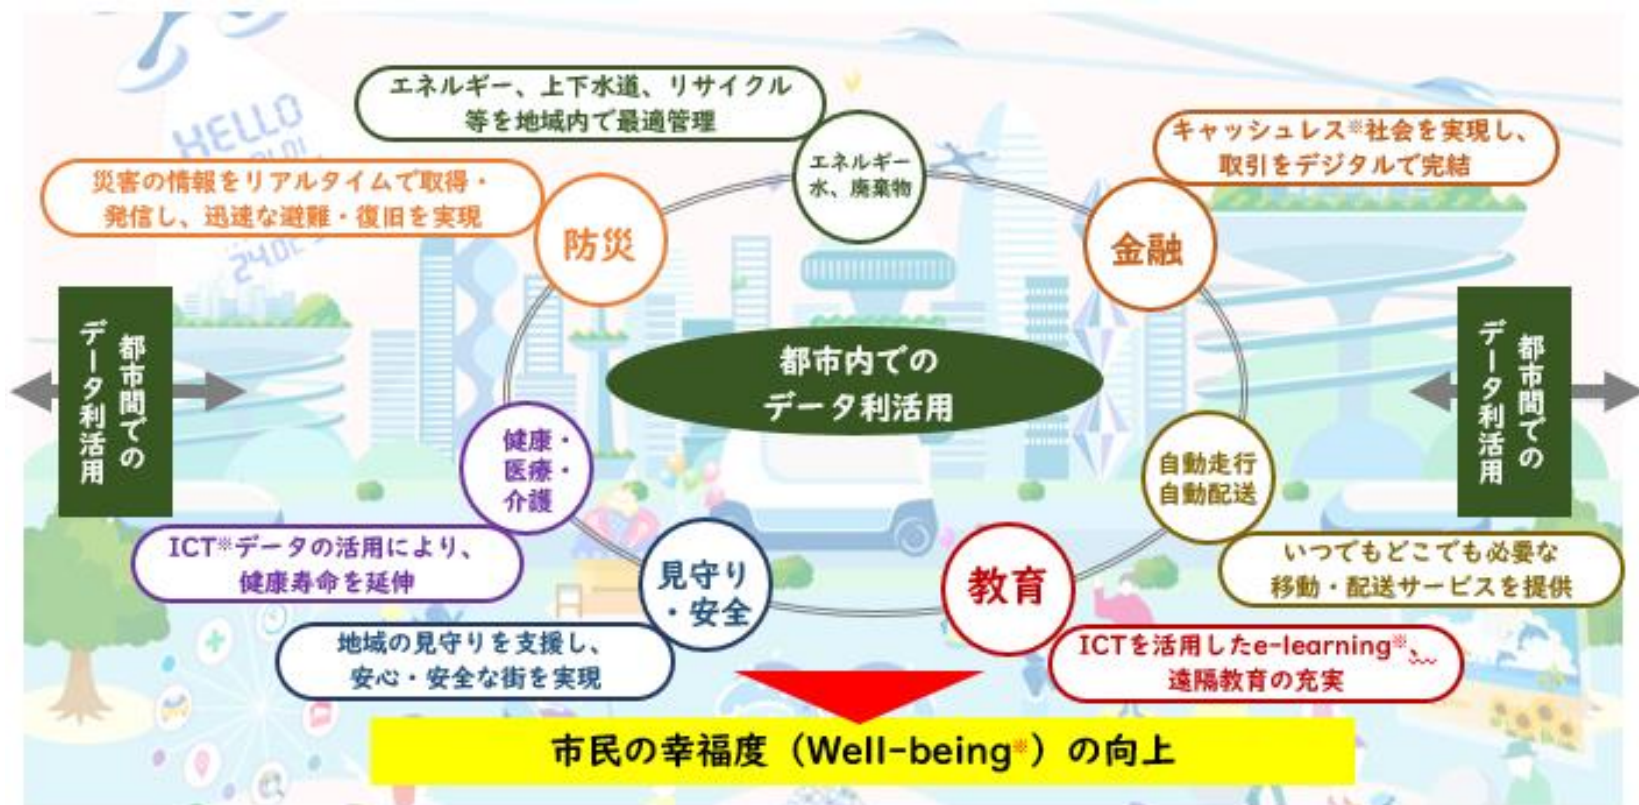 エネルギー、上下水道、リサイクル
等を地域内で最適管理
エネルギー
水、廃棄物
キャッシュレス※社会を実現し、
取引をデジタルで完結
金融
災害の情報をリアルタイムで取得・
発信し、迅速な避難・復旧を実現
防災
HELLO
都市間での
データ利活用
都市内での
データ利活用
都市間での
データ利活用
健康・
医療・
介護
ICT※データの活用により、
健康寿命を延伸
自動走行
自動配送
いつでもどこでも必要な
移動・配送サービスを提供
見守り
・安全
地域の見守りを支援し、
安心・安全な街を実現
教育
ICTを活用したe-learning※、
遠隔教育の充実
市民の幸福度（Well-being※）の向上